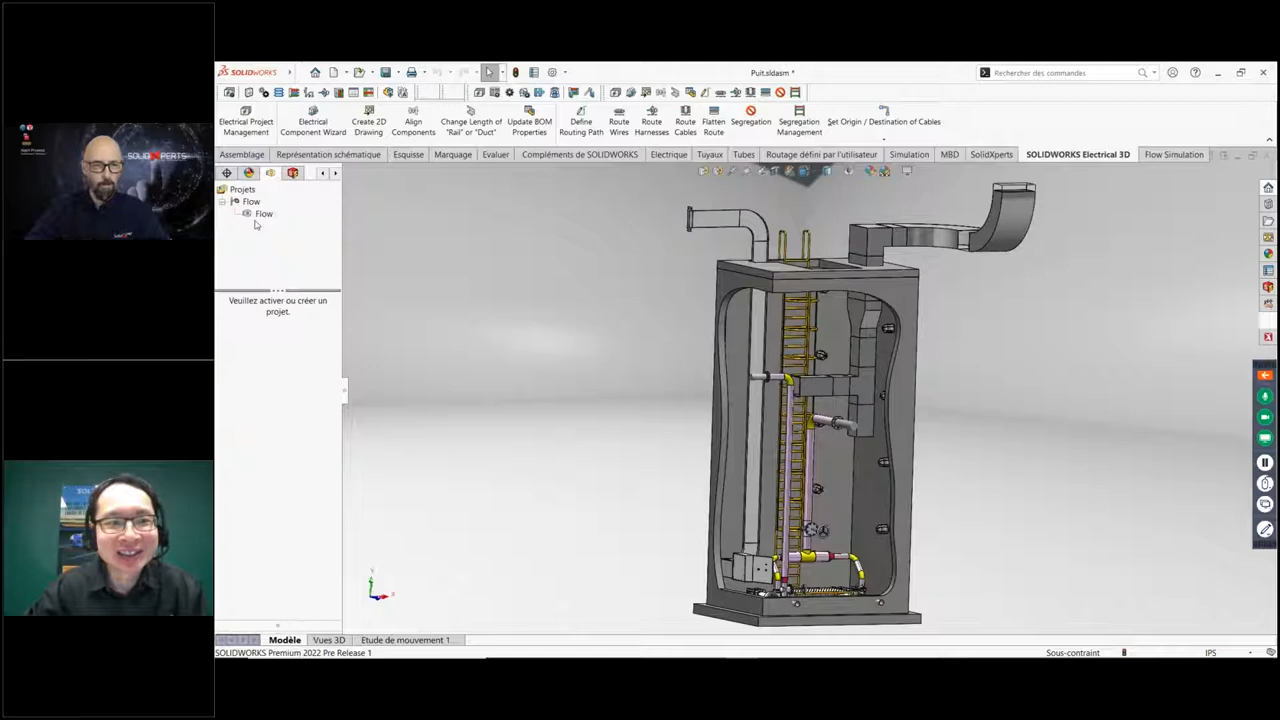 SOLIDXPERTS
SOLIDWORKS
Puit.sldasm *
Rechercher des commandes
Electrical Project Management
Electrical Component Wizard
Create 2D Drawing
Align Components
Change Length of "Rail" or "Duct"
Update BOM Properties
Define Routing Path
Route Wires
Route Harnesses
Route Cables
Flatten Route
Segregation
Segregation Management
Set Origin / Destination of Cables
Assemblage
Représentation schématique
Esquisse
Marquage
Evaluer
Compléments de SOLIDWORKS
Electrique
Tuyaux
Tubes
Routage défini par l'utilisateur
Simulation
MBD
SolidXperts
SOLIDWORKS Electrical 3D
Flow Simulation
Projets
Flow
Flow
Veuillez activer ou créer un
projet.
Modèle
Vues 3D
Etude de mouvement 1
SOLIDWORKS Premium 2022 Pre Release 1
Sous-contraint
IPS